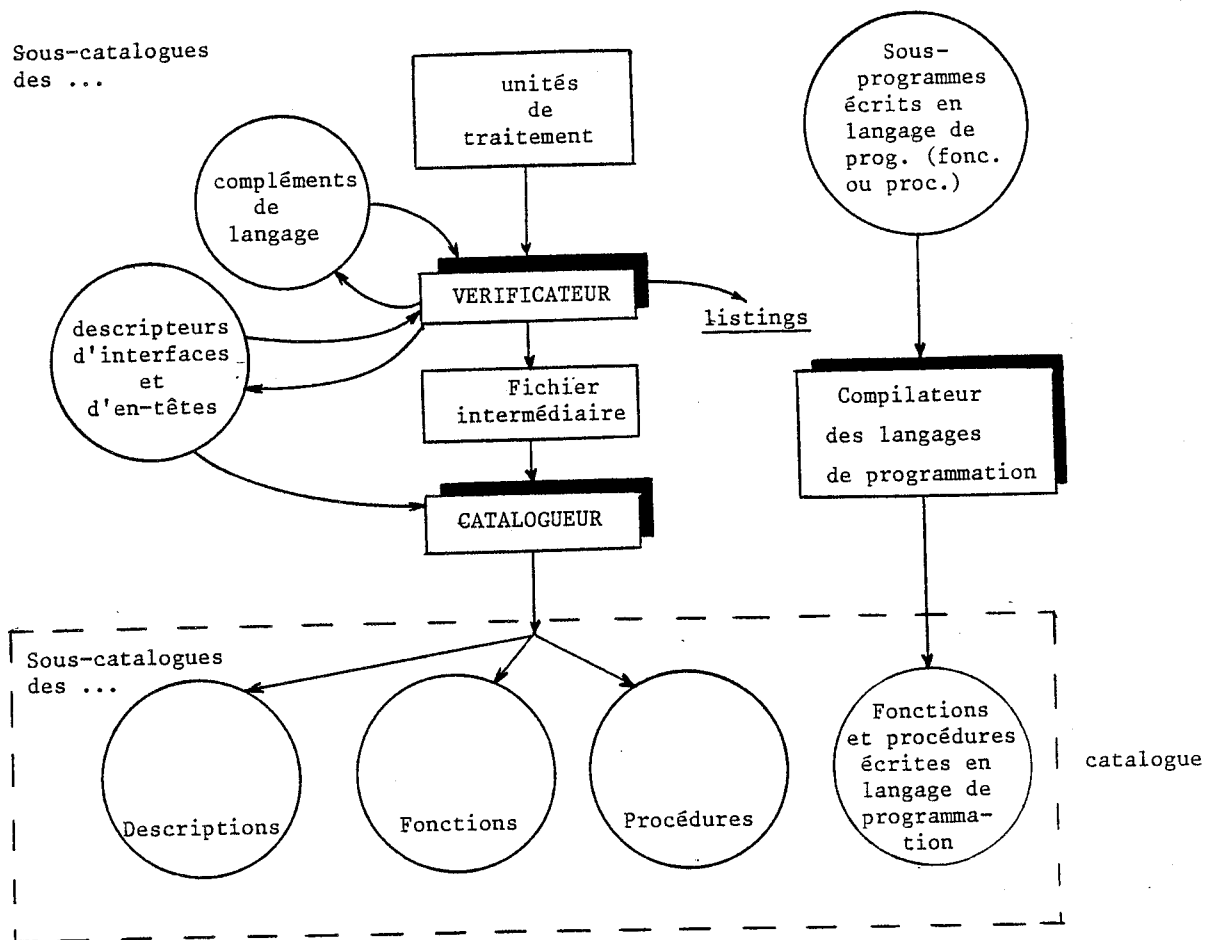 Sous-catalogues
des ...
unités
de
traitement
Sous-
programmes
écrits en
langage de
prog. (fonc.
ou proc.)
compléments
de
langage
VERIFICATEUR
listings
descripteurs
d'interfaces
et
d'en-têtes
Fichier
intermédiaire
Compilateur
des langages
de programmation
CATALOGUEUR
Sous-catalogues
des ...
Descriptions
Fonctions
Procédures
Fonctions
et procédures
écrites en
langage de
programma-
tion
catalogue